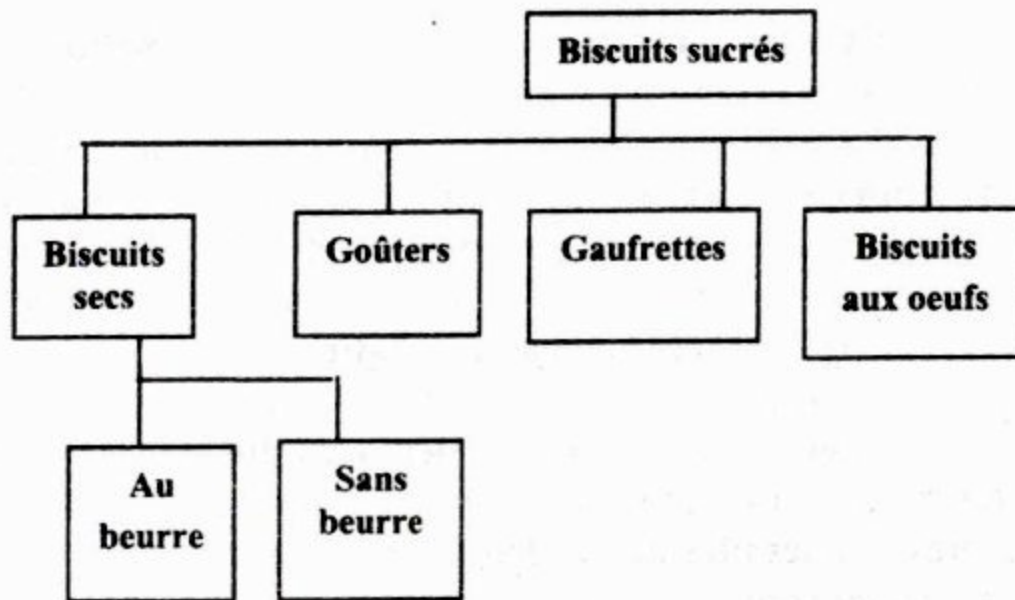 Biscuits sucrés
Biscuits
secs
Goûters
Gaufrettes
Biscuits
aux oeufs
Au
beurre
Sans
beurre